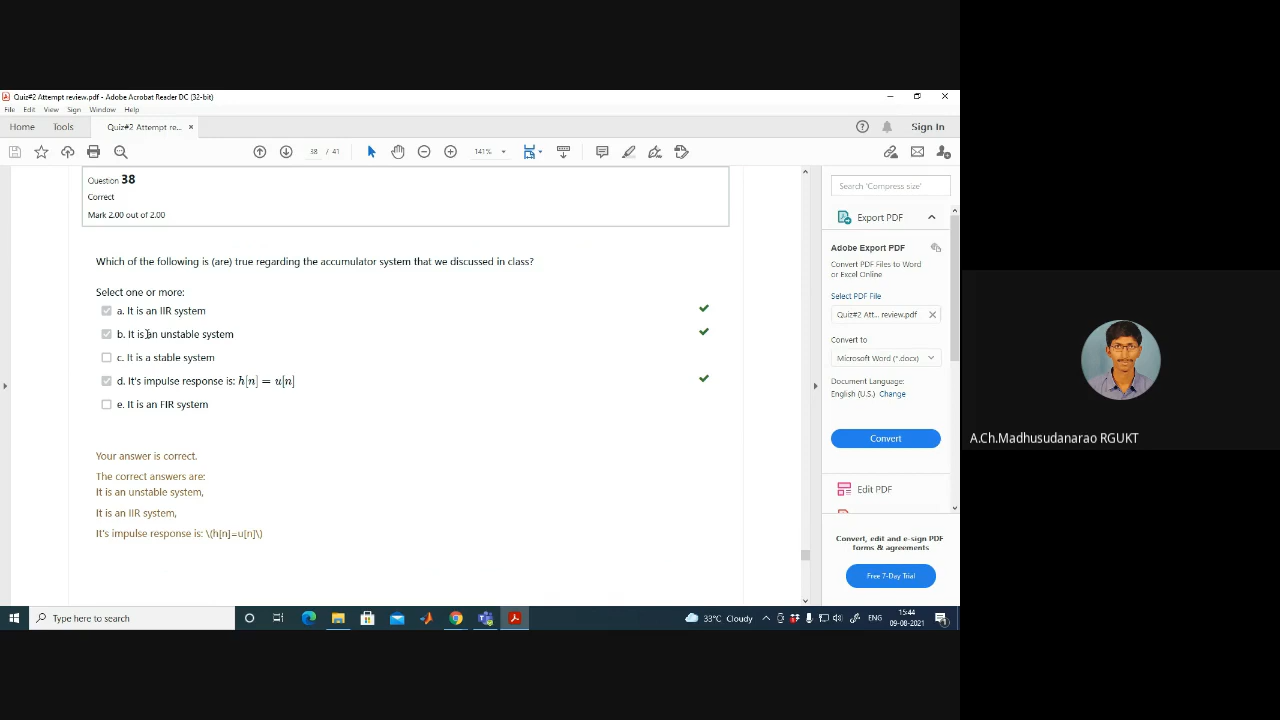 Quiz#2 Attempt review.pdf - Adobe Acrobat Reader DC (32-bit)
File Edit View Sign Window Help
Home Tools Quiz#2 Attempt re... × Sign In
38 / 41 141%
Question 38
Correct
Mark 2.00 out of 2.00
Which of the following is (are) true regarding the accumulator system that we discussed in class?
Select one or more:
a. It is an IIR system
b. It is an unstable system
c. It is a stable system
d. It's impulse response is: h[n] = u[n]
e. It is an FIR system
Your answer is correct.
The correct answers are:
It is an unstable system,
It is an IIR system,
It's impulse response is: \(h[n]=u[n]\)
Search 'Compress size'
Export PDF
Adobe Export PDF
Convert PDF Files to Word
or Excel Online
Select PDF File
Quiz#2 Att... review.pdf
Convert to
Microsoft Word (*.docx)
Document Language:
English (U.S.) Change
Convert
Edit PDF
Convert, edit and e-sign PDF
forms & agreements
Free 7-Day Trial
A.Ch.Madhusudanarao RGUKT
Type here to search
33°C Cloudy
ENG
15:44
09-08-2021